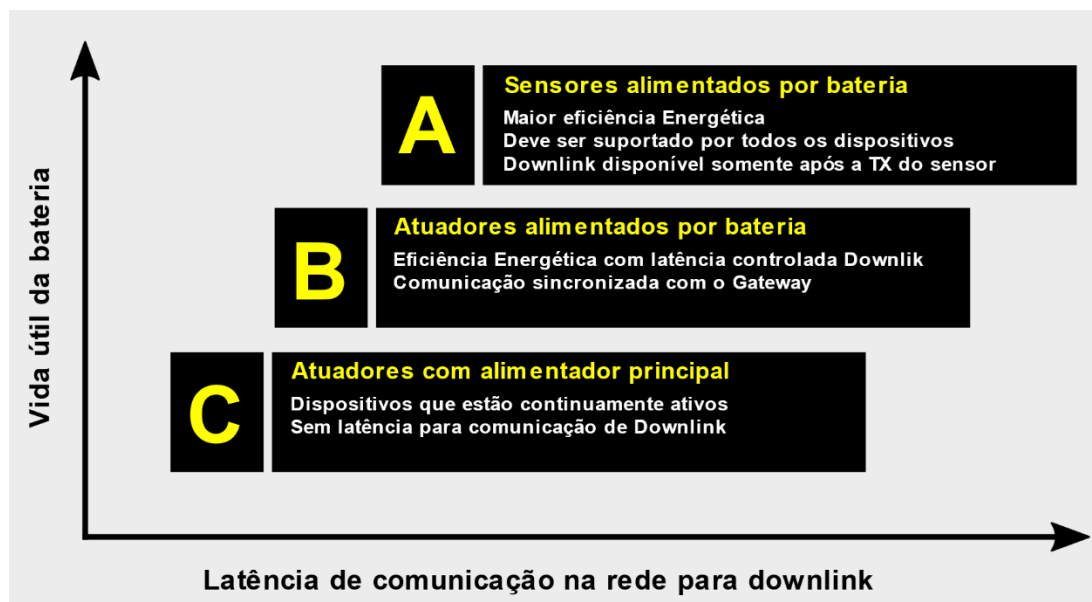 A
Sensores alimentados por bateria
Maior eficiência Energética
Deve ser suportado por todos os dispositivos
Downlink disponível somente após a TX do sensor
B
Atuadores alimentados por bateria
Eficiência Energética com latência controlada Downlik
Comunicação sincronizada com o Gateway
C
Atuadores com alimentador principal
Dispositivos que estão continuamente ativos
Sem latência para comunicação de Downlink
Vida útil da bateria
Latência de comunicação na rede para downlink